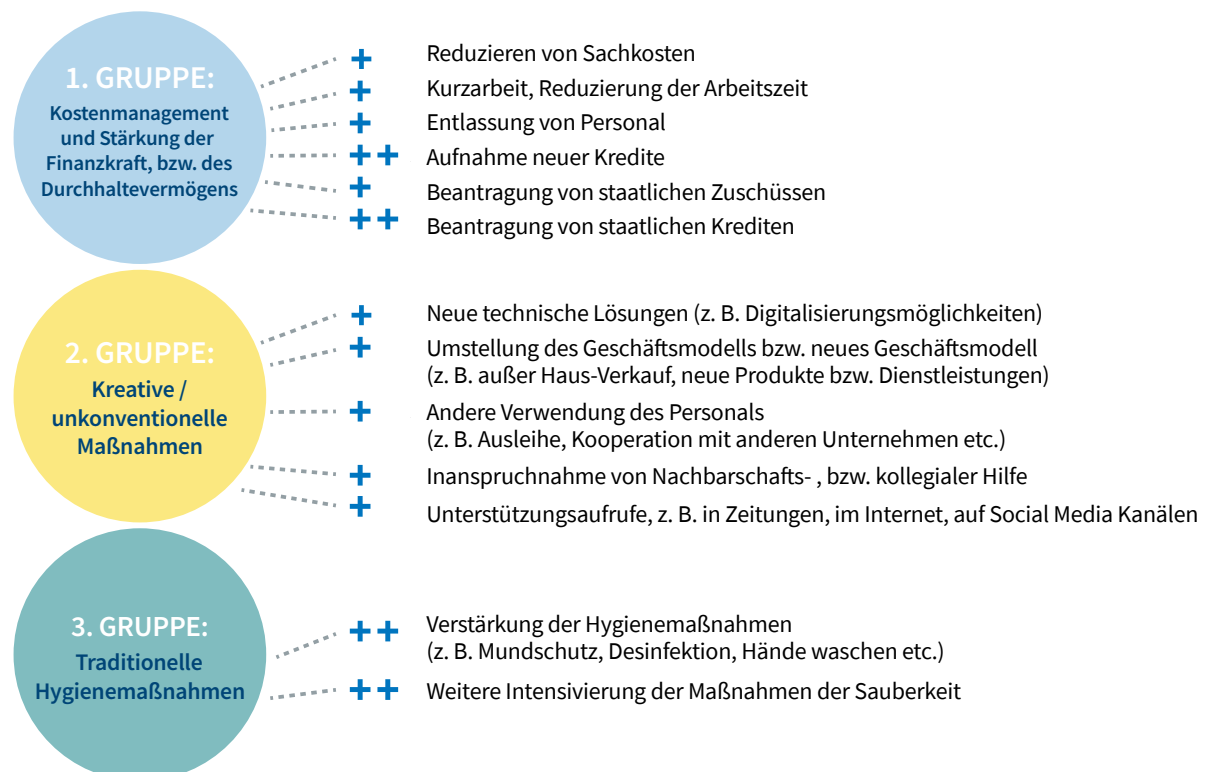 1. GRUPPE:
Kostenmanagement
und Stärkung der
Finanzkraft, bzw. des
Durchhaltevermögens
+ Reduzieren von Sachkosten
+ Kurzarbeit, Reduzierung der Arbeitszeit
+ Entlassung von Personal
++ Aufnahme neuer Kredite
+ Beantragung von staatlichen Zuschüssen
++ Beantragung von staatlichen Krediten
2. GRUPPE:
Kreative /
unkonventionelle
Maßnahmen
+ Neue technische Lösungen (z. B. Digitalisierungsmöglichkeiten)
+ Umstellung des Geschäftsmodells bzw. neues Geschäftsmodell
(z. B. außer Haus-Verkauf, neue Produkte bzw. Dienstleistungen)
+ Andere Verwendung des Personals
(z. B. Ausleihe, Kooperation mit anderen Unternehmen etc.)
+ Inanspruchnahme von Nachbarschafts- , bzw. kollegialer Hilfe
+ Unterstützungsaufrufe, z. B. in Zeitungen, im Internet, auf Social Media Kanälen
3. GRUPPE:
Traditionelle
Hygienemaßnahmen
++ Verstärkung der Hygienemaßnahmen
(z. B. Mundschutz, Desinfektion, Hände waschen etc.)
++ Weitere Intensivierung der Maßnahmen der Sauberkeit